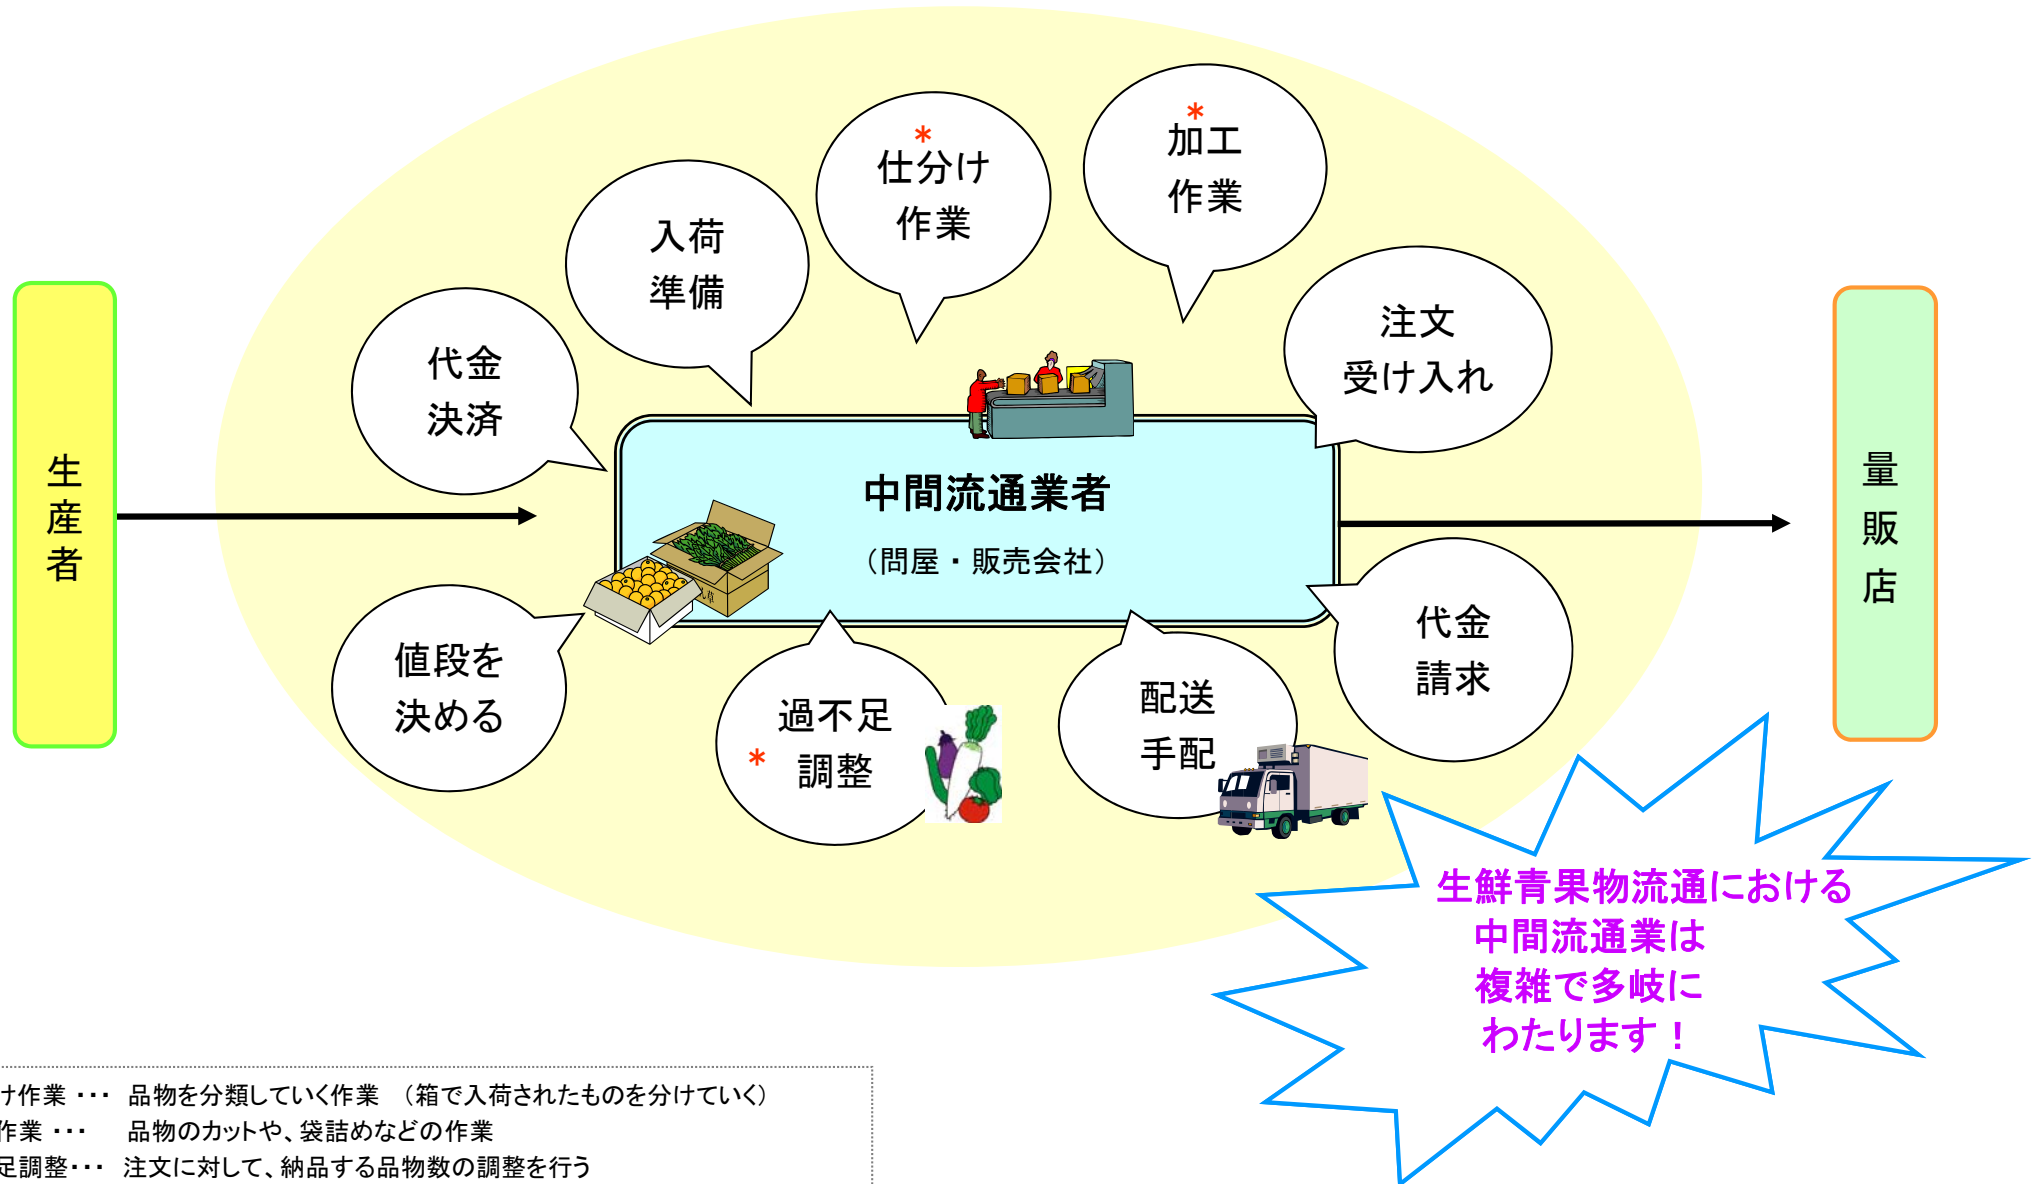 *
加工
作業
*
仕分け
作業
入荷
準備
注文
受け入れ
代金
決済
生産者
中間流通業者
（問屋・販売会社）
量販店
値段を
決める
過不足
* 調整
配送
手配
代金
請求
生鮮青果物流通における
中間流通業は
複雑で多岐に
わたります！
け作業 ・・・ 品物を分類していく作業 （箱で入荷されたものを分けていく）
作業 ・・・ 品物のカットや、袋詰めなどの作業
足調整・・・ 注文に対して、納品する品物数の調整を行う